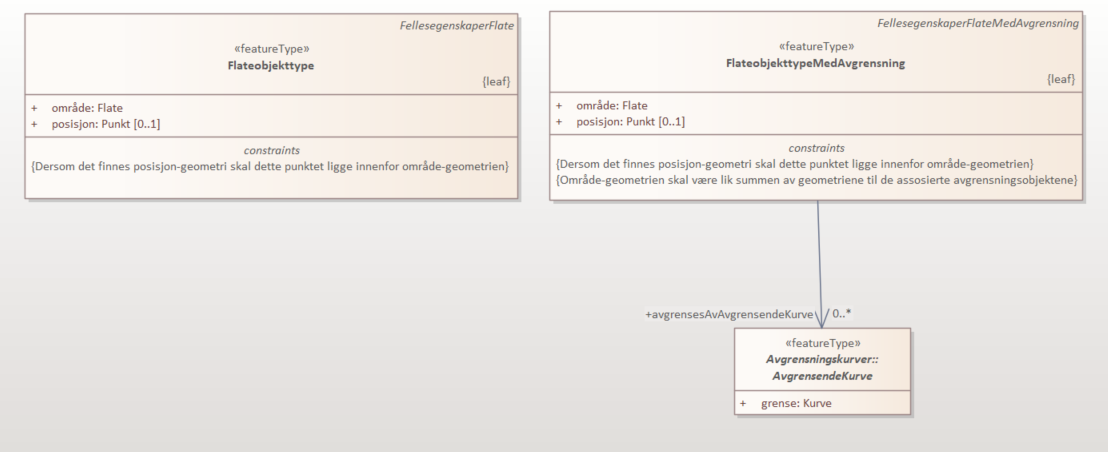 FellesegenskaperFlate
«featureType»
Flateobjekttype
{leaf}
+ område: Flate
+ posisjon: Punkt [0..1]
constraints
{Dersom det finnes posisjon-geometri skal dette punktet ligge innenfor område-geometrien}
FellesegenskaperFlateMedAvgrensning
«featureType»
FlateobjekttypeMedAvgrensning
{leaf}
+ område: Flate
+ posisjon: Punkt [0..1]
constraints
{Dersom det finnes posisjon-geometri skal dette punktet ligge innenfor område-geometrien}
{Område-geometrien skal være lik summen av geometriene til de assosierte avgrensningsobjektene}
+avgrensesAvAvgrensendeKurve 0..*
«featureType»
Avgrensningskurver::
AvgrensendeKurve
+ grense: Kurve